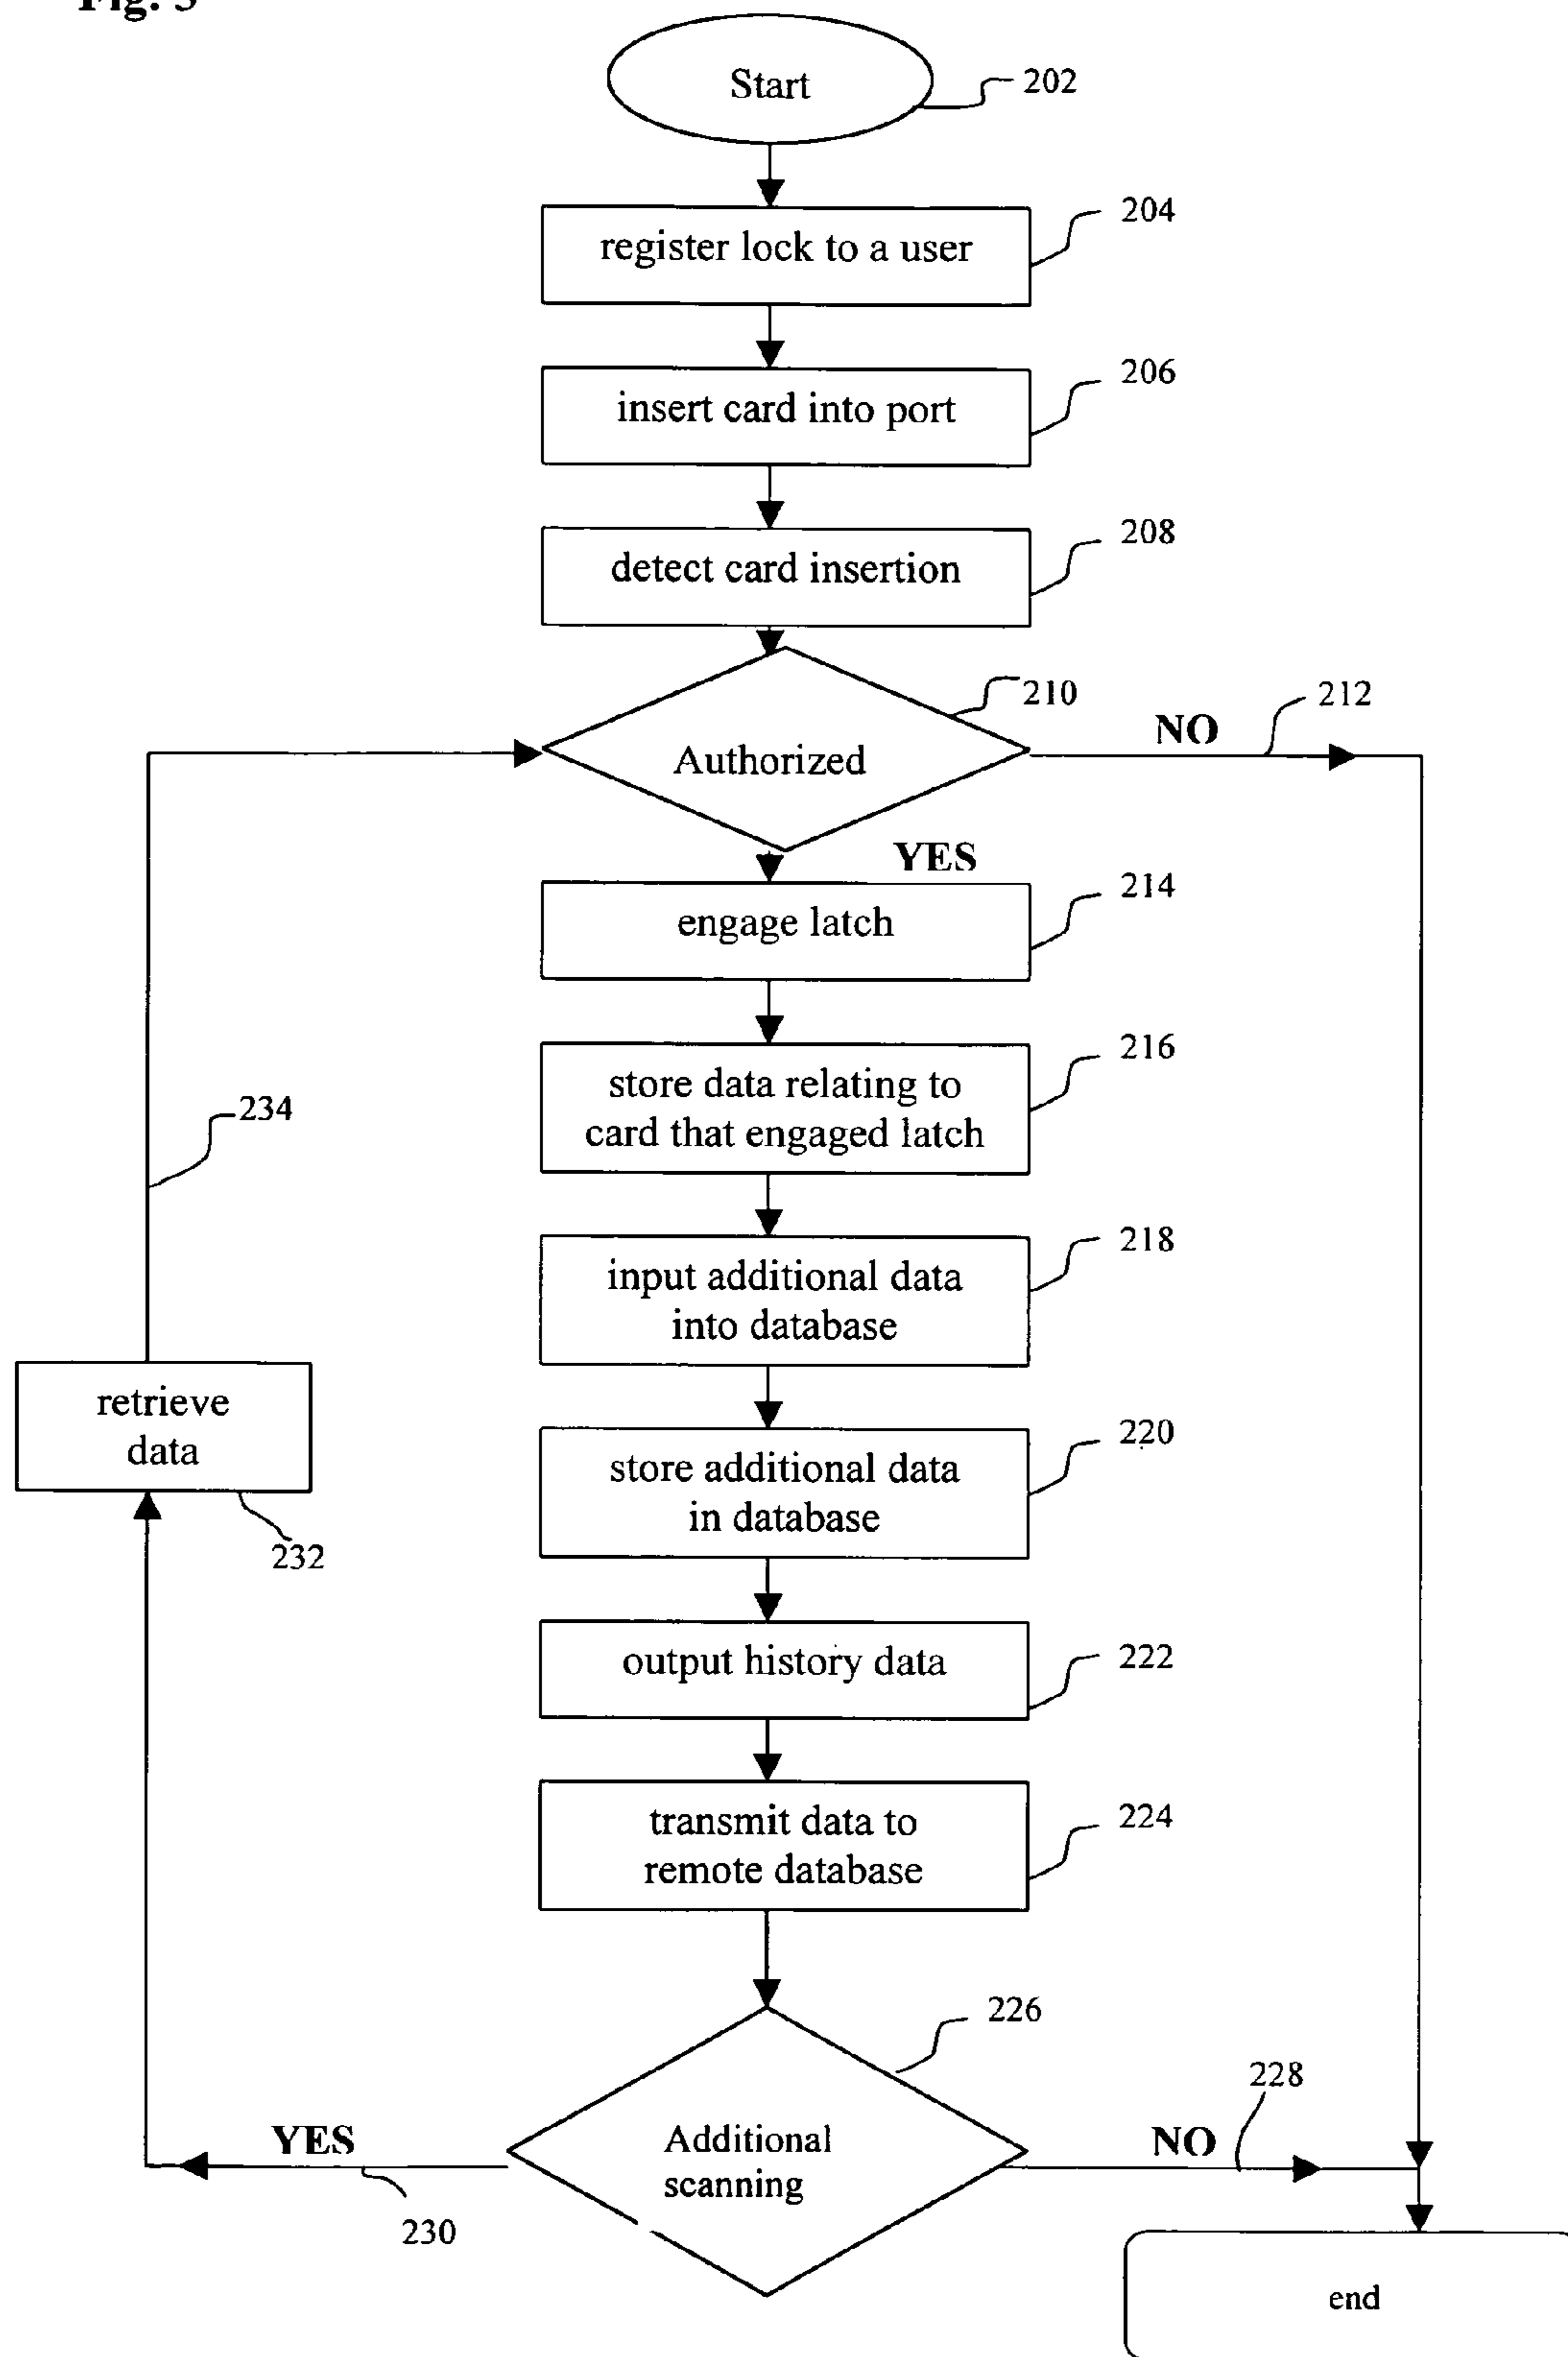 Fig. 3
Start
202
register lock to a user
204
insert card into port
206
detect card insertion
208
Authorized
210
NO
212
YES
engage latch
214
store data relating to
card that engaged latch
216
234
input additional data
into database
218
retrieve
data
232
store additional data
in database
220
output history data
222
transmit data to
remote database
224
226
Additional
scanning
YES
230
NO
228
end